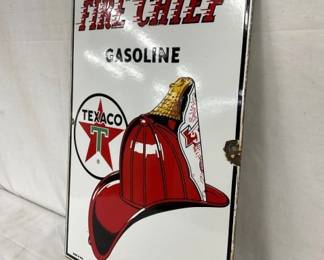 FIRE CHIEF
GASOLINE
TEXACO
T